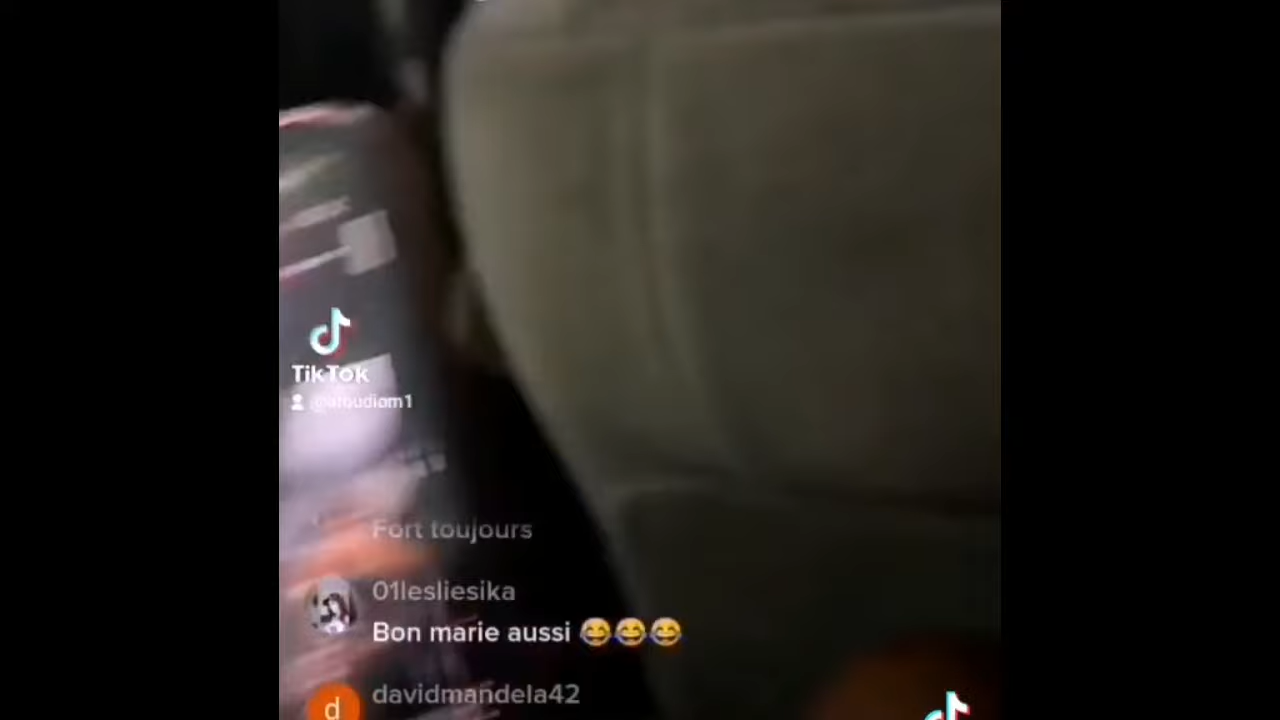 TikTok
Fort toujours
01lesliesika
Bon marie aussi 😂😂😂
davidmandela42
d